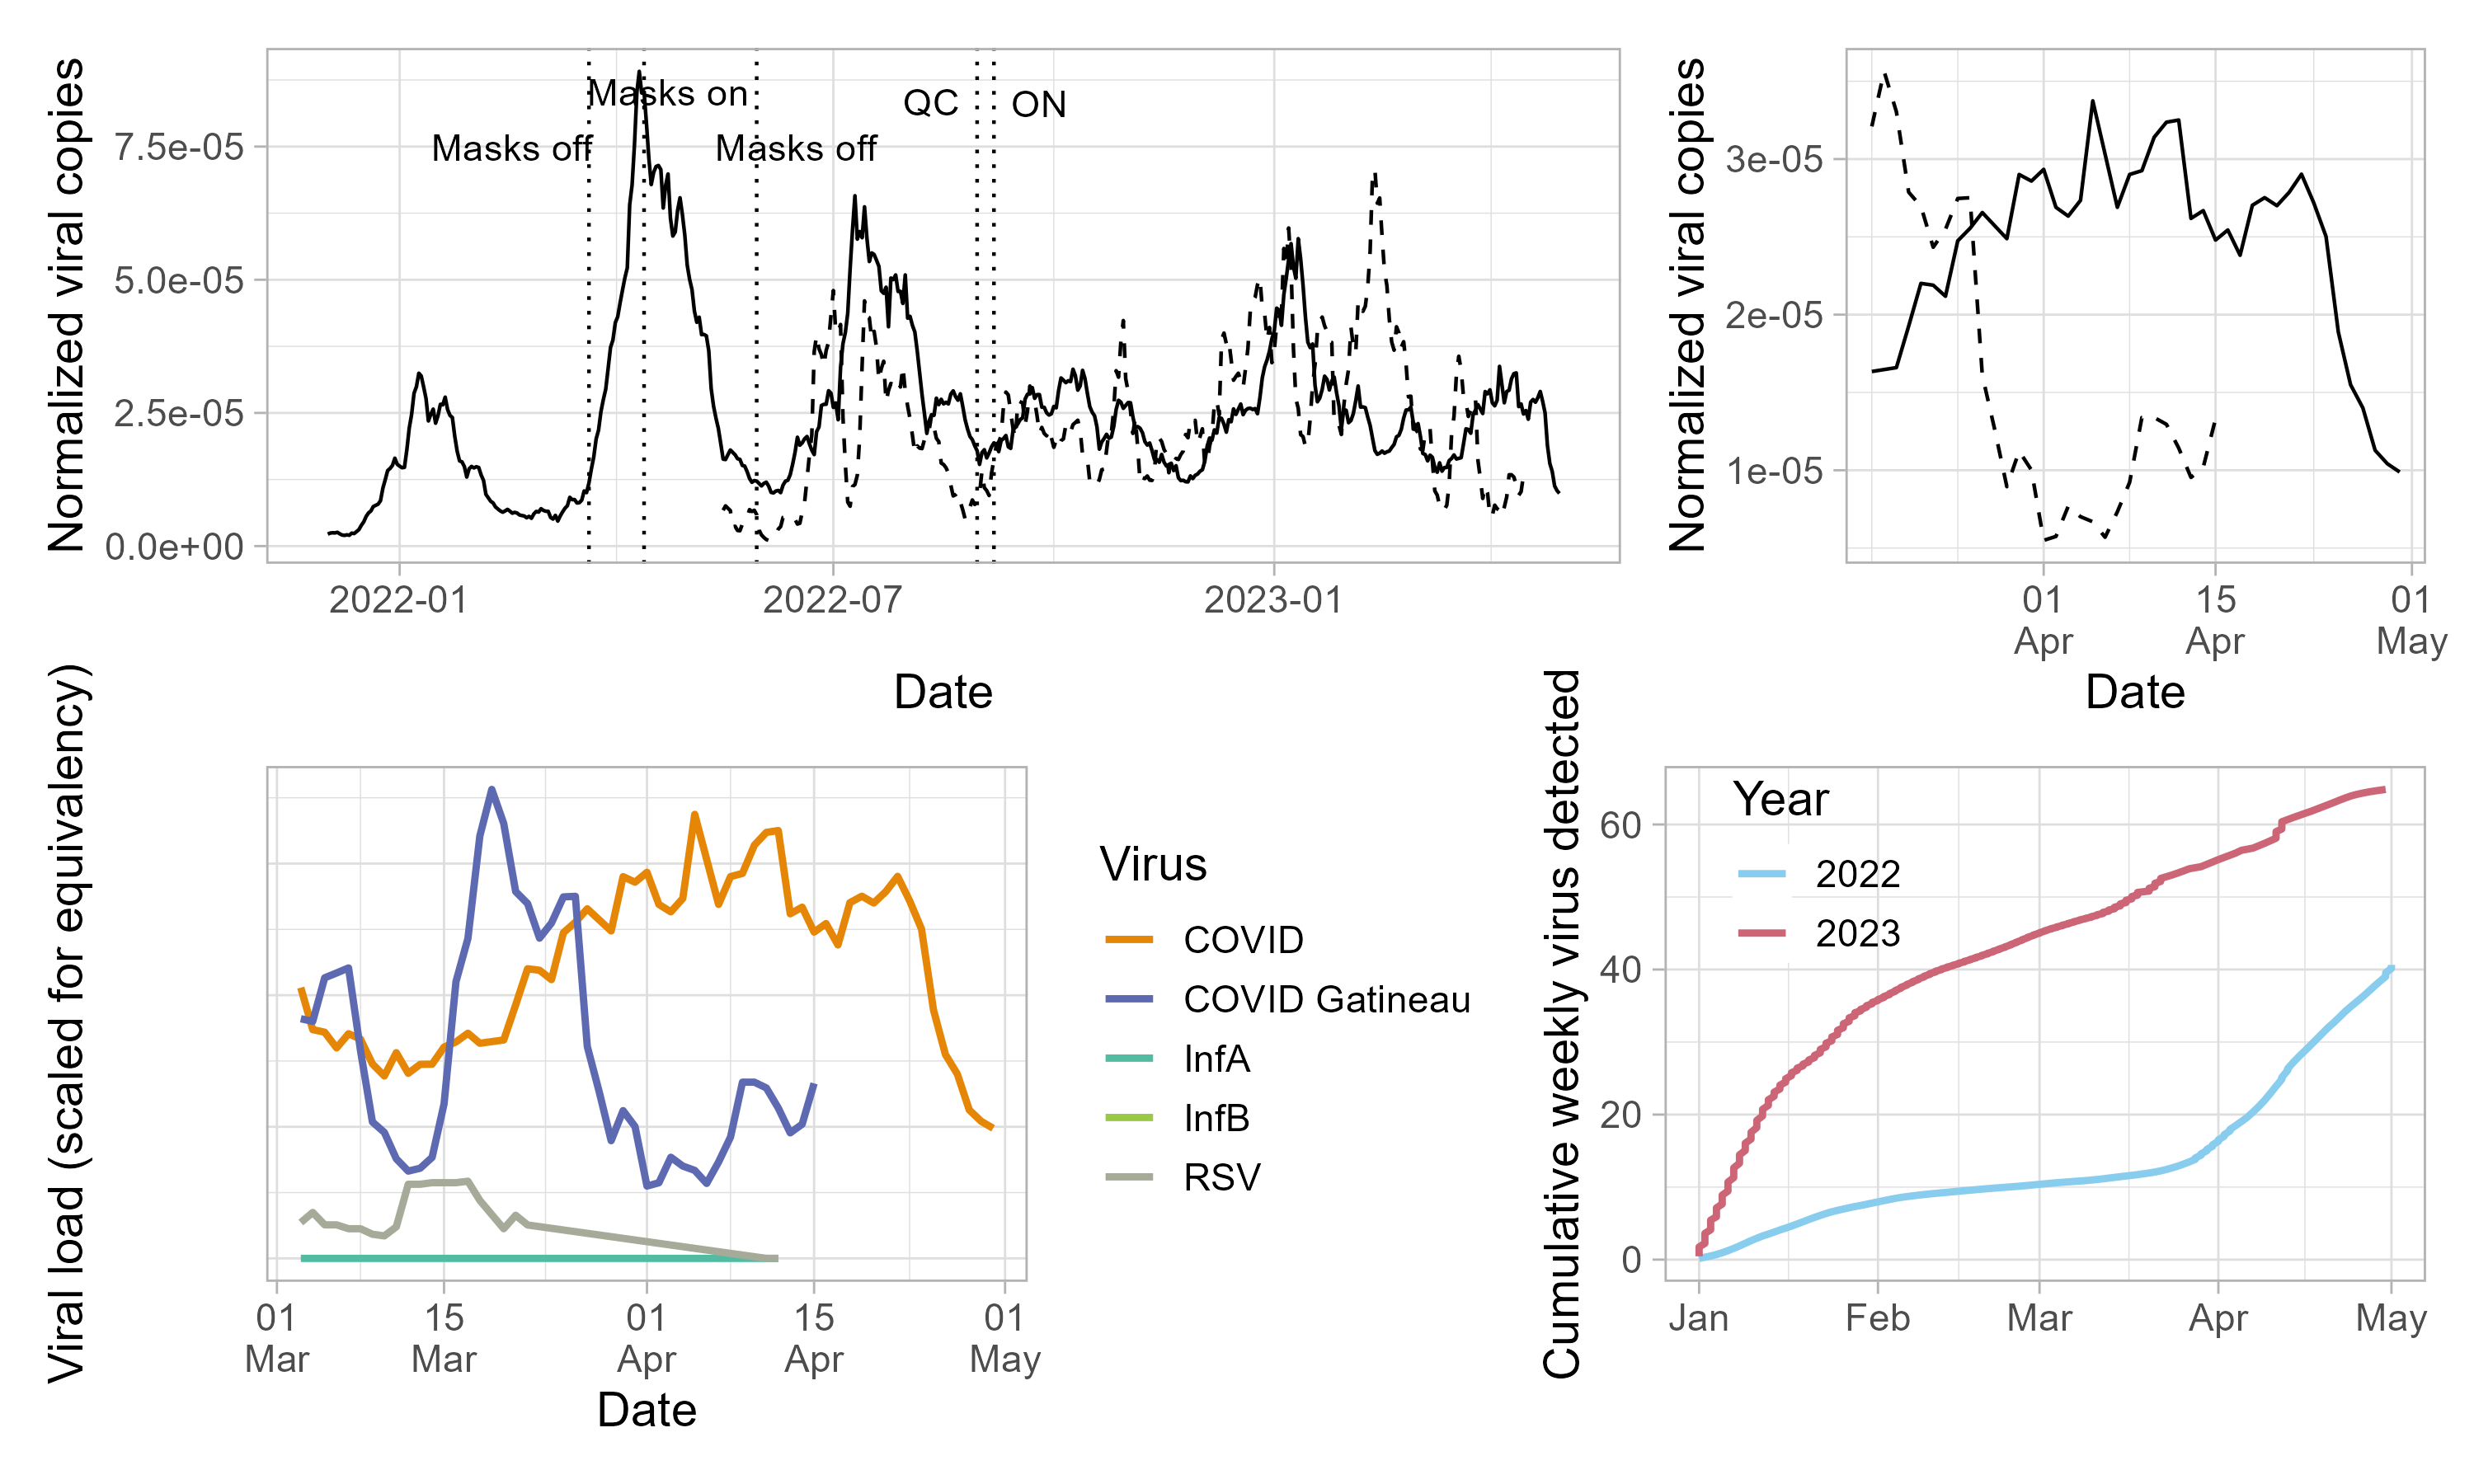 Normalized viral copies
7.5e-05
5.0e-05
2.5e-05
0.0e+00
Masks off
Masks on
Masks off
QC
ON
2022-01
2022-07
2023-01
Date
Normalized viral copies
3e-05
2e-05
1e-05
01 Apr
15 Apr
01 May
Date
Viral load (scaled for equivalency)
01 Mar
15 Mar
01 Apr
15 Apr
01 May
Date
Virus
COVID
COVID Gatineau
InfA
InfB
RSV
Cumulative weekly virus detected
60
40
20
0
Year
2022
2023
Jan
Feb
Mar
Apr
May